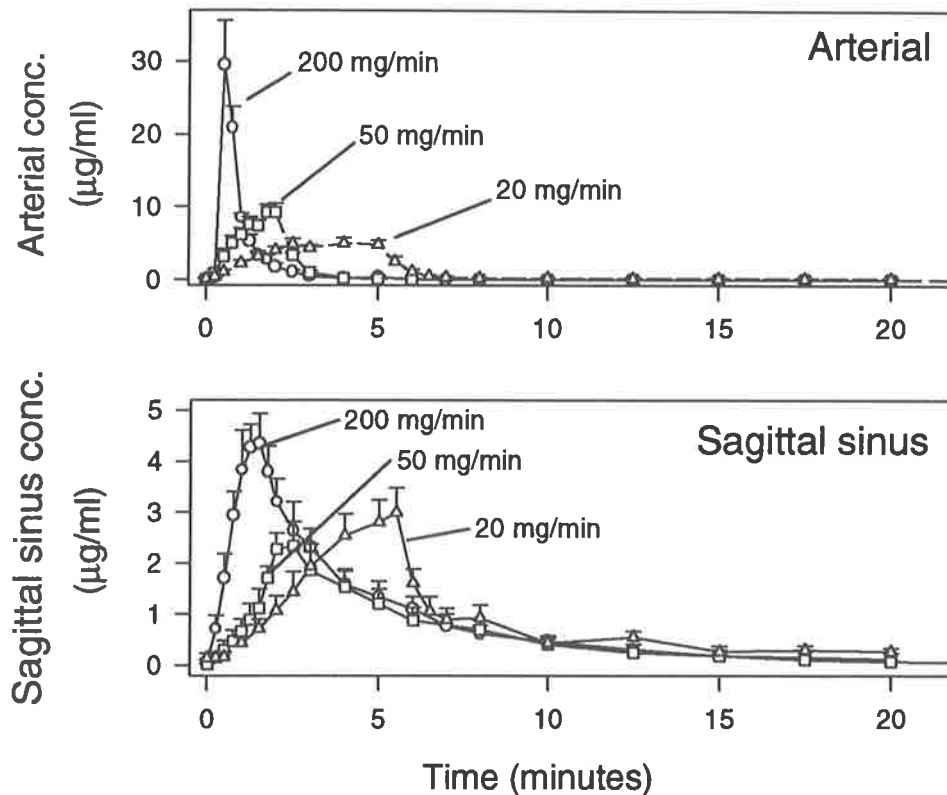 Arterial
200 mg/min
50 mg/min
20 mg/min
Arterial conc.
(µg/ml)
30
20
10
0
0
5
10
15
20
Sagittal sinus
200 mg/min
50 mg/min
20 mg/min
Sagittal sinus conc.
(µg/ml)
5
4
3
2
1
0
0
5
10
15
20
Time (minutes)